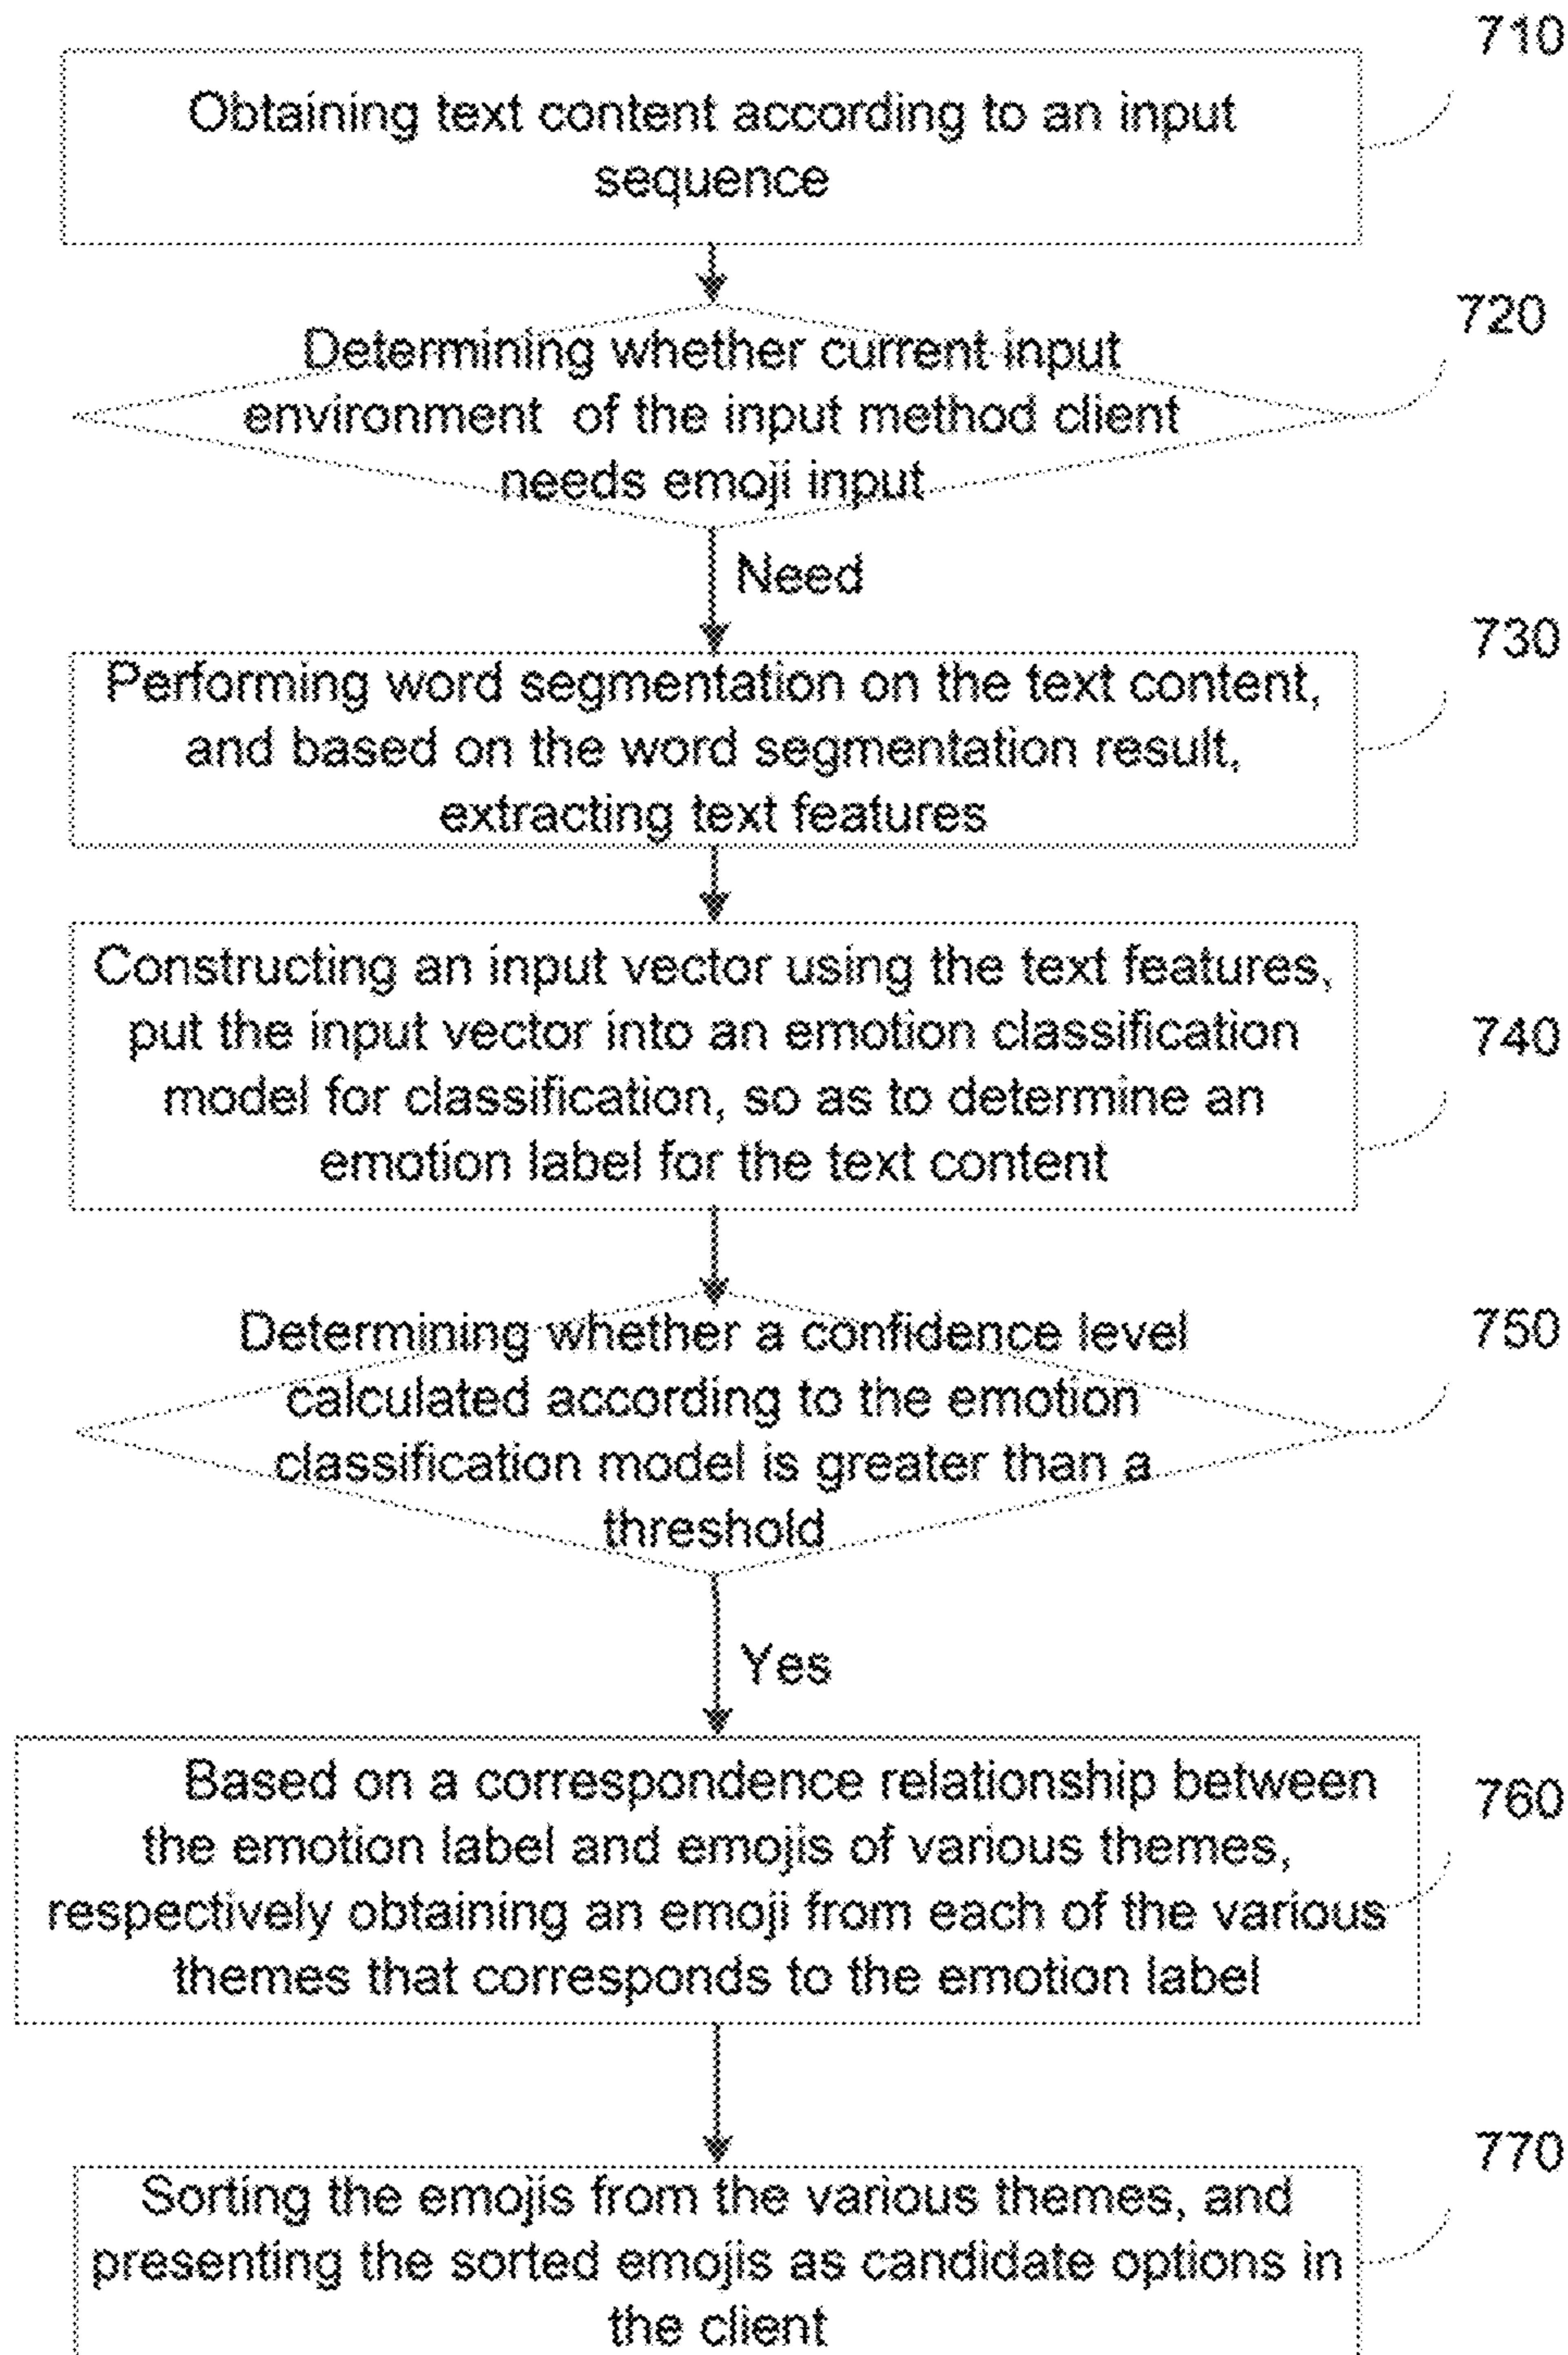 710
Obtaining text content according to an input
sequence
720
Determining whether current input
environment of the input method client
needs emoji input
Need
730
Performing word segmentation on the text content,
and based on the word segmentation result,
extracting text features
Constructing an input vector using the text features,
put the input vector into an emotion classification
740
model for classification, so as to determine an
emotion label for the text content
750
Determining whether a confidence level
calculated according to the emotion
classification model is greater than a
threshold
Yes
Based on a correspondence relationship between
760
the emotion label and emojis of various themes,
respectively obtaining an emoji from each of the various
themes that corresponds to the emotion label
770
Sorting the emojis from the various themes, and
presenting the sorted emojis as candidate options in
the client